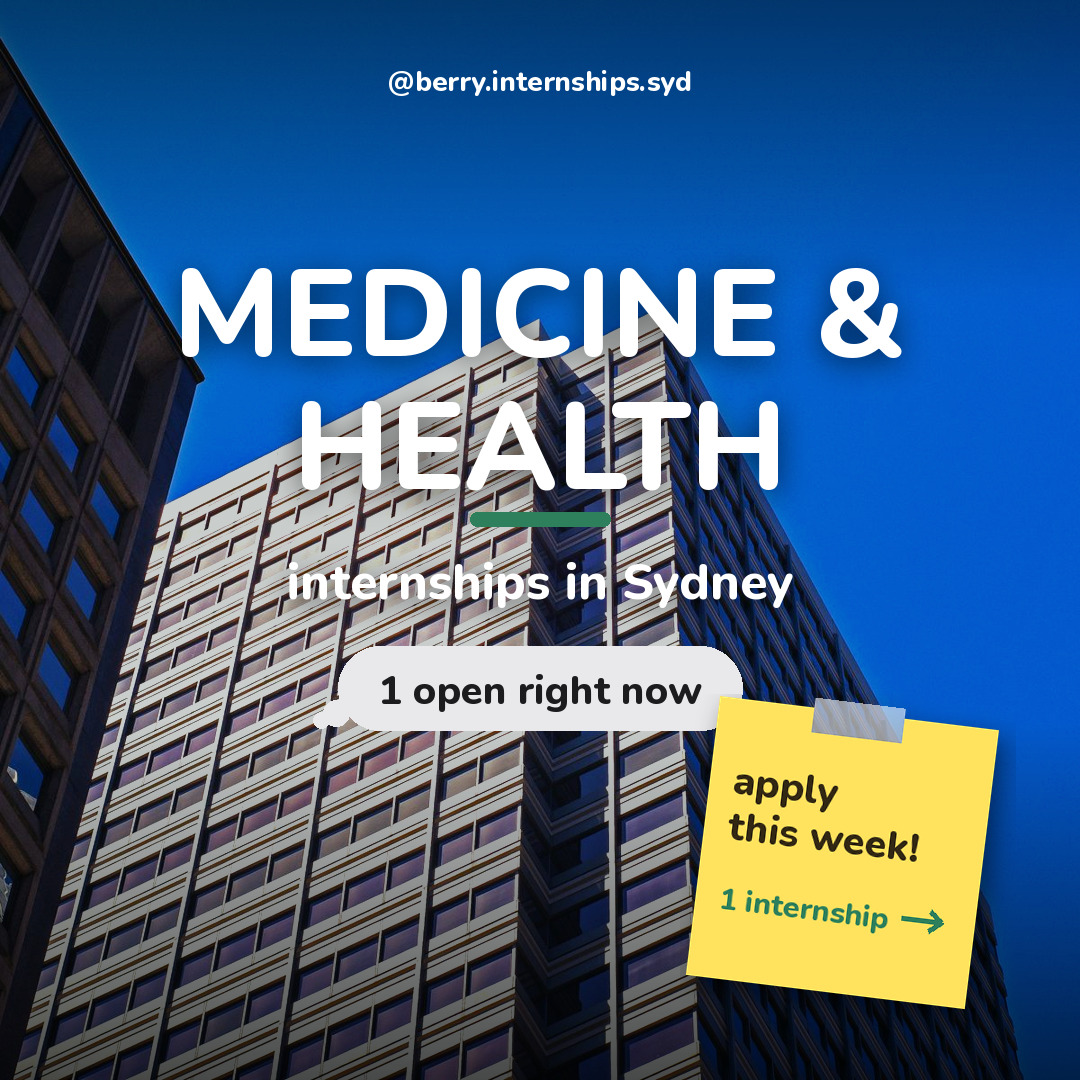 @berry.internships.syd
MEDICINE &
HEALTH
internships in Sydney
1 open right now
apply
this week!
1 internship →